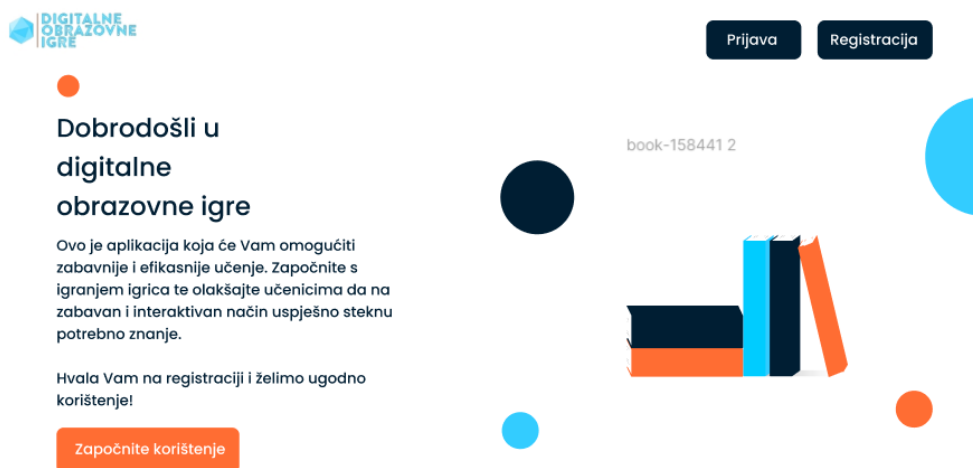 DIGITALNE
OBRAZOVNE
IGRE
Prijava
Registracija
Dobrodošli u
digitalne
obrazovne igre
book-158441 2
Ovo je aplikacija koja će Vam omogućiti
zabavnije i efikasnije učenje. Započnite s
igranjem igrica te olakšajte učenicima da na
zabavan i interaktivan način uspješno steknu
potrebno znanje.
Hvala Vam na registraciji i želimo ugodno
korištenje!
Započnite korištenje